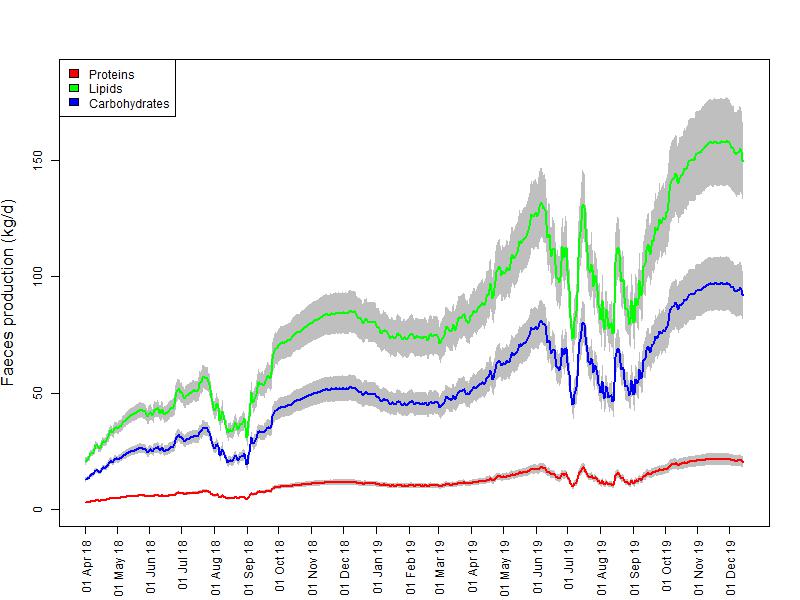 Proteins
Lipids
Carbohydrates
Faeces production (kg/d)
150
100
50
0
01 Apr 18
01 May 18
01 Jun 18
01 Jul 18
01 Aug 18
01 Sep 18
01 Oct 18
01 Nov 18
01 Dec 18
01 Jan 19
01 Feb 19
01 Mar 19
01 Apr 19
01 May 19
01 Jun 19
01 Jul 19
01 Aug 19
01 Sep 19
01 Oct 19
01 Nov 19
01 Dec 19